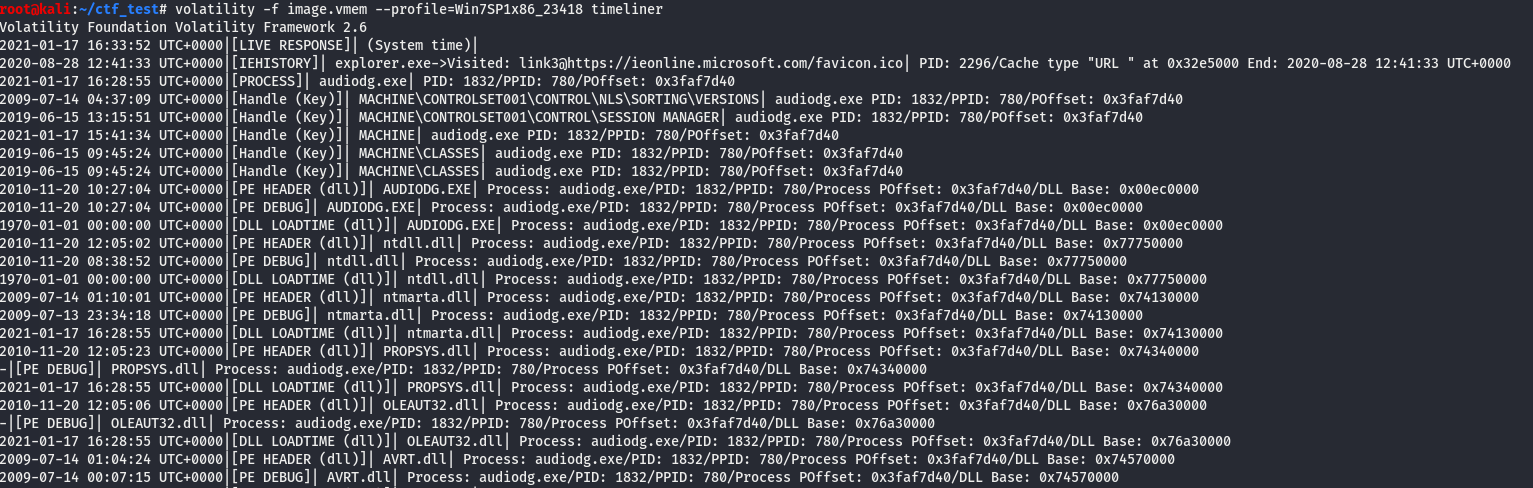 root@kali:~/ctf_test# volatility -f image.vmem --profile=Win7SP1x86_23418 timeliner
Volatility Foundation Volatility Framework 2.6
2021-01-17 16:33:52 UTC+0000|[LIVE RESPONSE]| (System time)|
2020-08-28 12:41:33 UTC+0000|[IEHISTORY]| explorer.exe->Visited: link3@https://ieonline.microsoft.com/favicon.ico| PID: 2296/Cache type "URL " at 0x32e5000 End: 2020-08-28 12:41:33 UTC+0000
2021-01-17 16:28:55 UTC+0000|[PROCESS]| audiodg.exe| PID: 1832/PPID: 780/POffset: 0x3faf7d40
2009-07-14 04:37:09 UTC+0000|[Handle (Key)]| MACHINE\CONTROLSET001\CONTROL\NLS\SORTING\VERSIONS| audiodg.exe PID: 1832/PPID: 780/POffset: 0x3faf7d40
2019-06-15 13:15:51 UTC+0000|[Handle (Key)]| MACHINE\CONTROLSET001\CONTROL\SESSION MANAGER| audiodg.exe PID: 1832/PPID: 780/POffset: 0x3faf7d40
2021-01-17 15:41:34 UTC+0000|[Handle (Key)]| MACHINE| audiodg.exe PID: 1832/PPID: 780/POffset: 0x3faf7d40
2019-06-15 09:45:24 UTC+0000|[Handle (Key)]| MACHINE\CLASSES| audiodg.exe PID: 1832/PPID: 780/POffset: 0x3faf7d40
2019-06-15 09:45:24 UTC+0000|[Handle (Key)]| MACHINE\CLASSES| audiodg.exe PID: 1832/PPID: 780/POffset: 0x3faf7d40
2010-11-20 10:27:04 UTC+0000|[PE HEADER (dll)]| AUDIODG.EXE| Process: audiodg.exe/PID: 1832/PPID: 780/Process POffset: 0x3faf7d40/DLL Base: 0x00ec0000
2010-11-20 10:27:04 UTC+0000|[PE DEBUG]| AUDIODG.EXE| Process: audiodg.exe/PID: 1832/PPID: 780/Process POffset: 0x3faf7d40/DLL Base: 0x00ec0000
1970-01-01 00:00:00 UTC+0000|[DLL LOADTIME (dll)]| AUDIODG.EXE| Process: audiodg.exe/PID: 1832/PPID: 780/Process POffset: 0x3faf7d40/DLL Base: 0x00ec0000
2010-11-20 12:05:02 UTC+0000|[PE HEADER (dll)]| ntdll.dll| Process: audiodg.exe/PID: 1832/PPID: 780/Process POffset: 0x3faf7d40/DLL Base: 0x77750000
2010-11-20 08:38:52 UTC+0000|[PE DEBUG]| ntdll.dll| Process: audiodg.exe/PID: 1832/PPID: 780/Process POffset: 0x3faf7d40/DLL Base: 0x77750000
1970-01-01 00:00:00 UTC+0000|[DLL LOADTIME (dll)]| ntdll.dll| Process: audiodg.exe/PID: 1832/PPID: 780/Process POffset: 0x3faf7d40/DLL Base: 0x77750000
2009-07-14 01:10:01 UTC+0000|[PE HEADER (dll)]| ntmarta.dll| Process: audiodg.exe/PID: 1832/PPID: 780/Process POffset: 0x3faf7d40/DLL Base: 0x74130000
2009-07-13 23:34:18 UTC+0000|[PE DEBUG]| ntmarta.dll| Process: audiodg.exe/PID: 1832/PPID: 780/Process POffset: 0x3faf7d40/DLL Base: 0x74130000
2021-01-17 16:28:55 UTC+0000|[DLL LOADTIME (dll)]| ntmarta.dll| Process: audiodg.exe/PID: 1832/PPID: 780/Process POffset: 0x3faf7d40/DLL Base: 0x74130000
2010-11-20 12:05:23 UTC+0000|[PE HEADER (dll)]| PROPSYS.dll| Process: audiodg.exe/PID: 1832/PPID: 780/Process POffset: 0x3faf7d40/DLL Base: 0x74340000
-|[PE DEBUG]| PROPSYS.dll| Process: audiodg.exe/PID: 1832/PPID: 780/Process POffset: 0x3faf7d40/DLL Base: 0x74340000
2021-01-17 16:28:55 UTC+0000|[DLL LOADTIME (dll)]| PROPSYS.dll| Process: audiodg.exe/PID: 1832/PPID: 780/Process POffset: 0x3faf7d40/DLL Base: 0x74340000
2010-11-20 12:05:06 UTC+0000|[PE HEADER (dll)]| OLEAUT32.dll| Process: audiodg.exe/PID: 1832/PPID: 780/Process POffset: 0x3faf7d40/DLL Base: 0x76a30000
-|[PE DEBUG]| OLEAUT32.dll| Process: audiodg.exe/PID: 1832/PPID: 780/Process POffset: 0x3faf7d40/DLL Base: 0x76a30000
2021-01-17 16:28:55 UTC+0000|[DLL LOADTIME (dll)]| OLEAUT32.dll| Process: audiodg.exe/PID: 1832/PPID: 780/Process POffset: 0x3faf7d40/DLL Base: 0x76a30000
2009-07-14 01:04:24 UTC+0000|[PE HEADER (dll)]| AVRT.dll| Process: audiodg.exe/PID: 1832/PPID: 780/Process POffset: 0x3faf7d40/DLL Base: 0x74570000
2009-07-14 00:07:15 UTC+0000|[PE DEBUG]| AVRT.dll| Process: audiodg.exe/PID: 1832/PPID: 780/Process POffset: 0x3faf7d40/DLL Base: 0x74570000